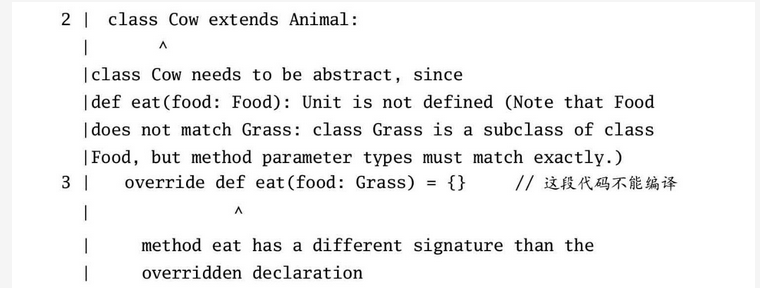 2 |  class Cow extends Animal:
  |        ^
  |class Cow needs to be abstract, since
  |def eat(food: Food): Unit is not defined (Note that Food
  |does not match Grass: class Grass is a subclass of class
  |Food, but method parameter types must match exactly.)
3 |    override def eat(food: Grass) = {}     // 这段代码不能编译
  |                 ^
  |      method eat has a different signature than the
  |      overridden declaration